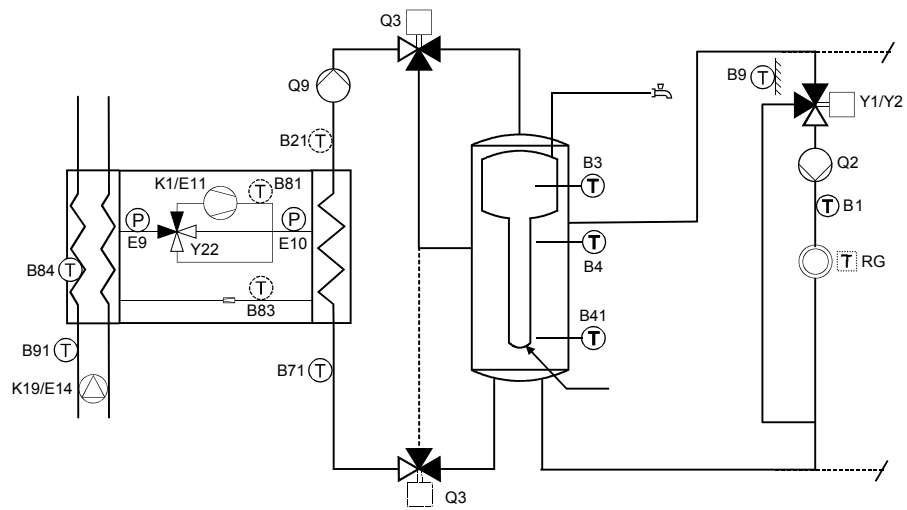 Q3
B9 T
Y1/Y2
Q9
B21 T
B3
T
Q2
K1/E11
T B81
P
P
T B1
E9
Y22
E10
T
B4
B84 T
T RG
T
B83
B41
T
B91 T
B71 T
K19/E14
Q3